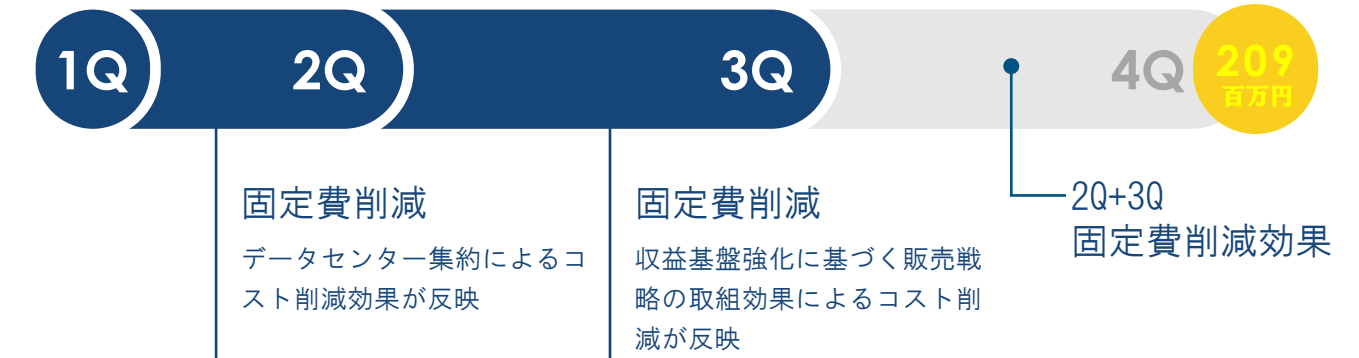 1Q
2Q
3Q
4Q
209
百万円
固定費削減
データセンター集約によるコ
スト削減効果が反映
固定費削減
収益基盤強化に基づく販売戦
略の取組効果によるコスト削
減が反映
2Q+3Q
固定費削減効果